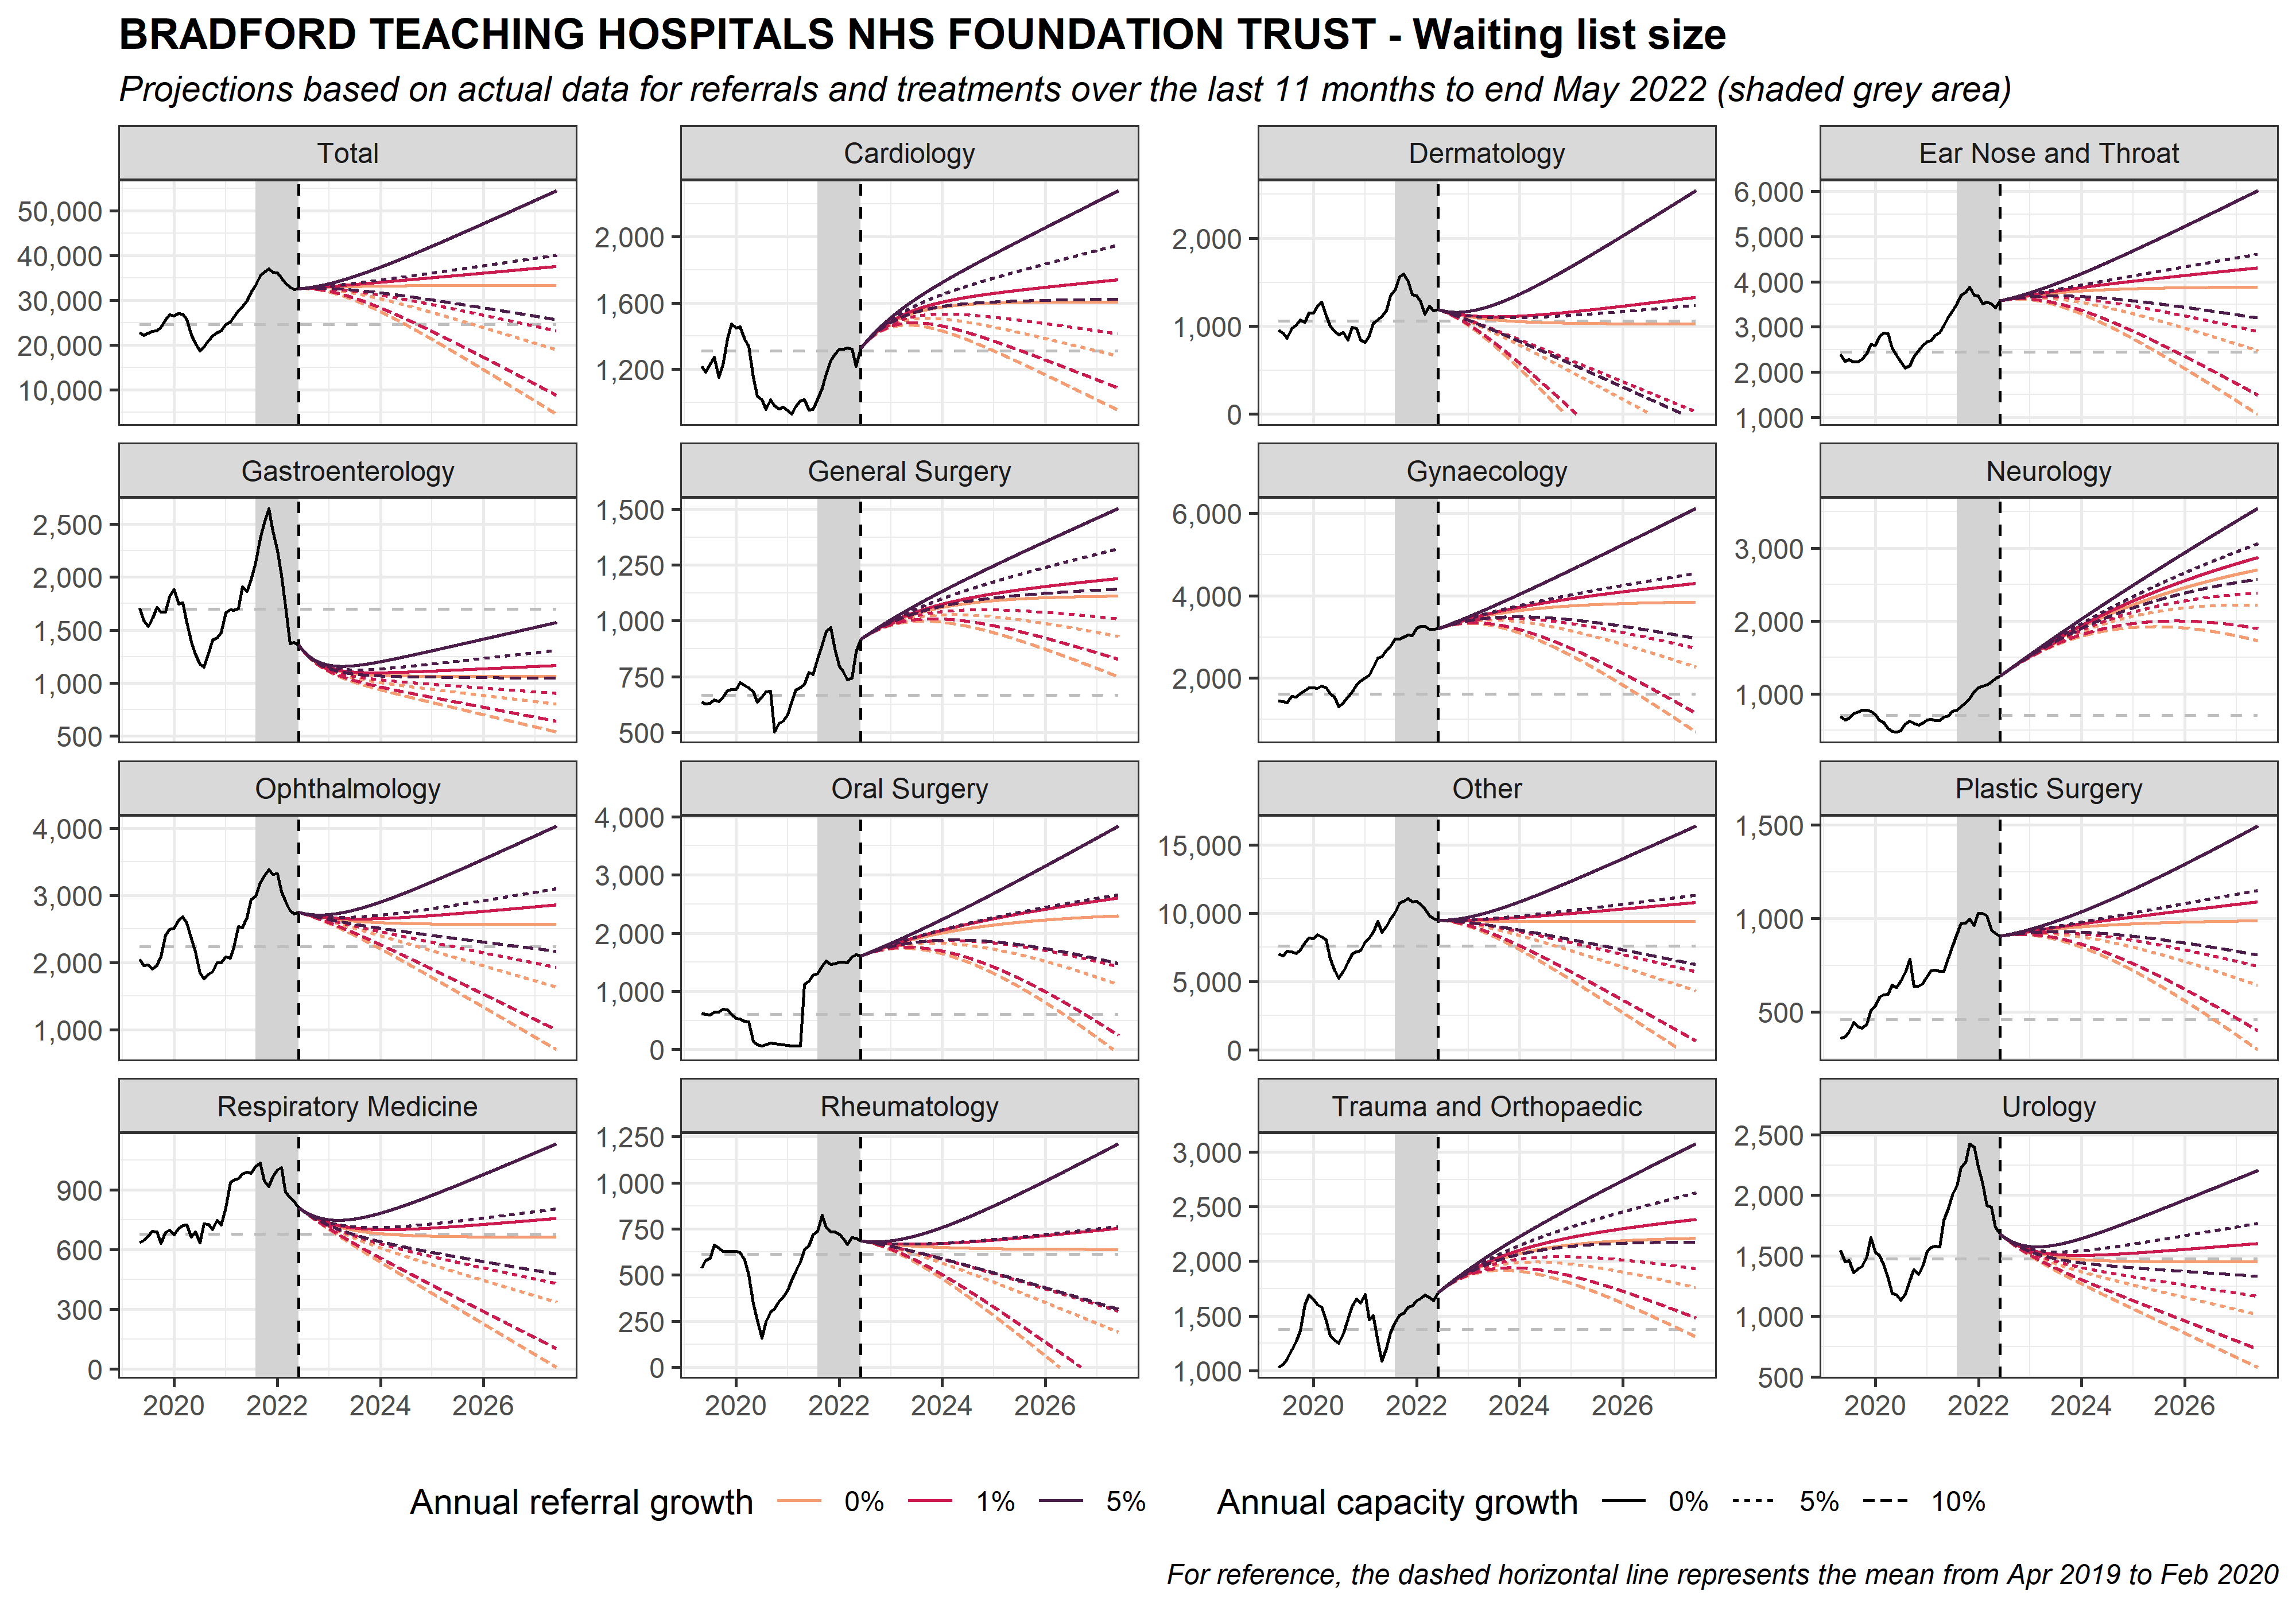 BRADFORD TEACHING HOSPITALS NHS FOUNDATION TRUST - Waiting list size
Projections based on actual data for referrals and treatments over the last 11 months to end May 2022 (shaded grey area)
Total
Cardiology
Dermatology
Ear Nose and Throat
50,000
40,000
30,000
20,000
10,000
2,000
1,600
1,200
2,000
1,000
0
6,000
5,000
4,000
3,000
2,000
1,000
Gastroenterology
General Surgery
Gynaecology
Neurology
2,500
2,000
1,500
1,000
500
1,500
1,250
1,000
750
500
6,000
4,000
2,000
3,000
2,000
1,000
Ophthalmology
Oral Surgery
Other
Plastic Surgery
4,000
3,000
2,000
1,000
4,000
3,000
2,000
1,000
0
15,000
10,000
5,000
0
1,500
1,000
500
Respiratory Medicine
Rheumatology
Trauma and Orthopaedic
Urology
900
600
300
0
1,250
1,000
750
500
250
0
3,000
2,500
2,000
1,500
1,000
2,500
2,000
1,500
1,000
500
2020 2022 2024 2026
2020 2022 2024 2026
2020 2022 2024 2026
2020 2022 2024 2026
Annual referral growth 0% 1% 5%
Annual capacity growth 0% 5% 10%
For reference, the dashed horizontal line represents the mean from Apr 2019 to Feb 2020